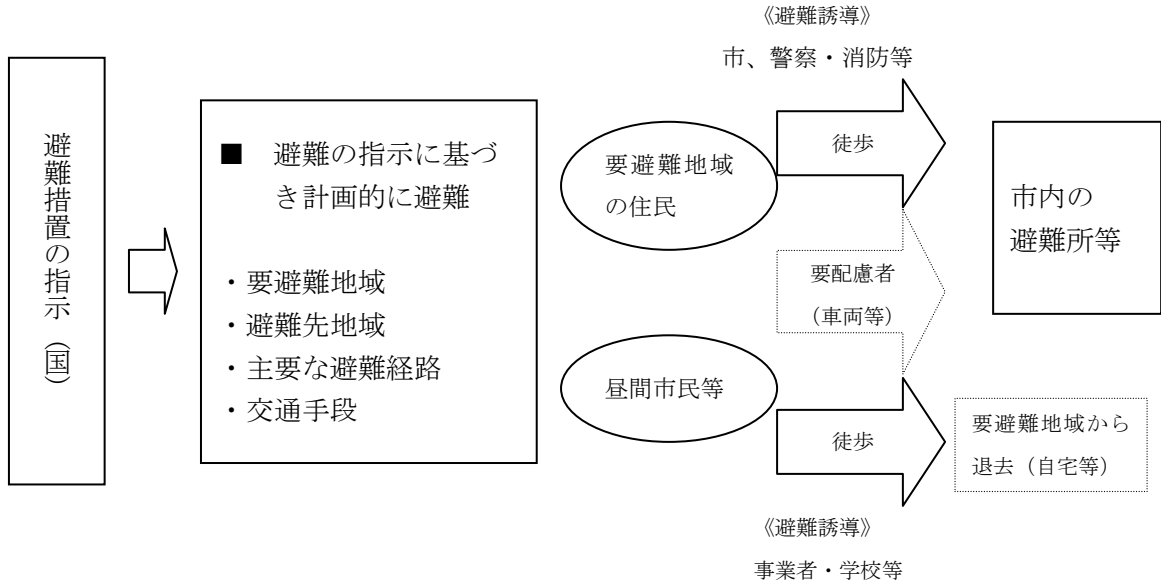 避難措置の指示（国）
■ 避難の指示に基づ
き計画的に避難
・要避難地域
・避難先地域
・主要な避難経路
・交通手段
《避難誘導》
市、警察・消防等
要避難地域
の住民
徒歩
市内の
避難所等
要配慮者
（車両等）
昼間市民等
徒歩
要避難地域から
退去（自宅等）
《避難誘導》
事業者・学校等